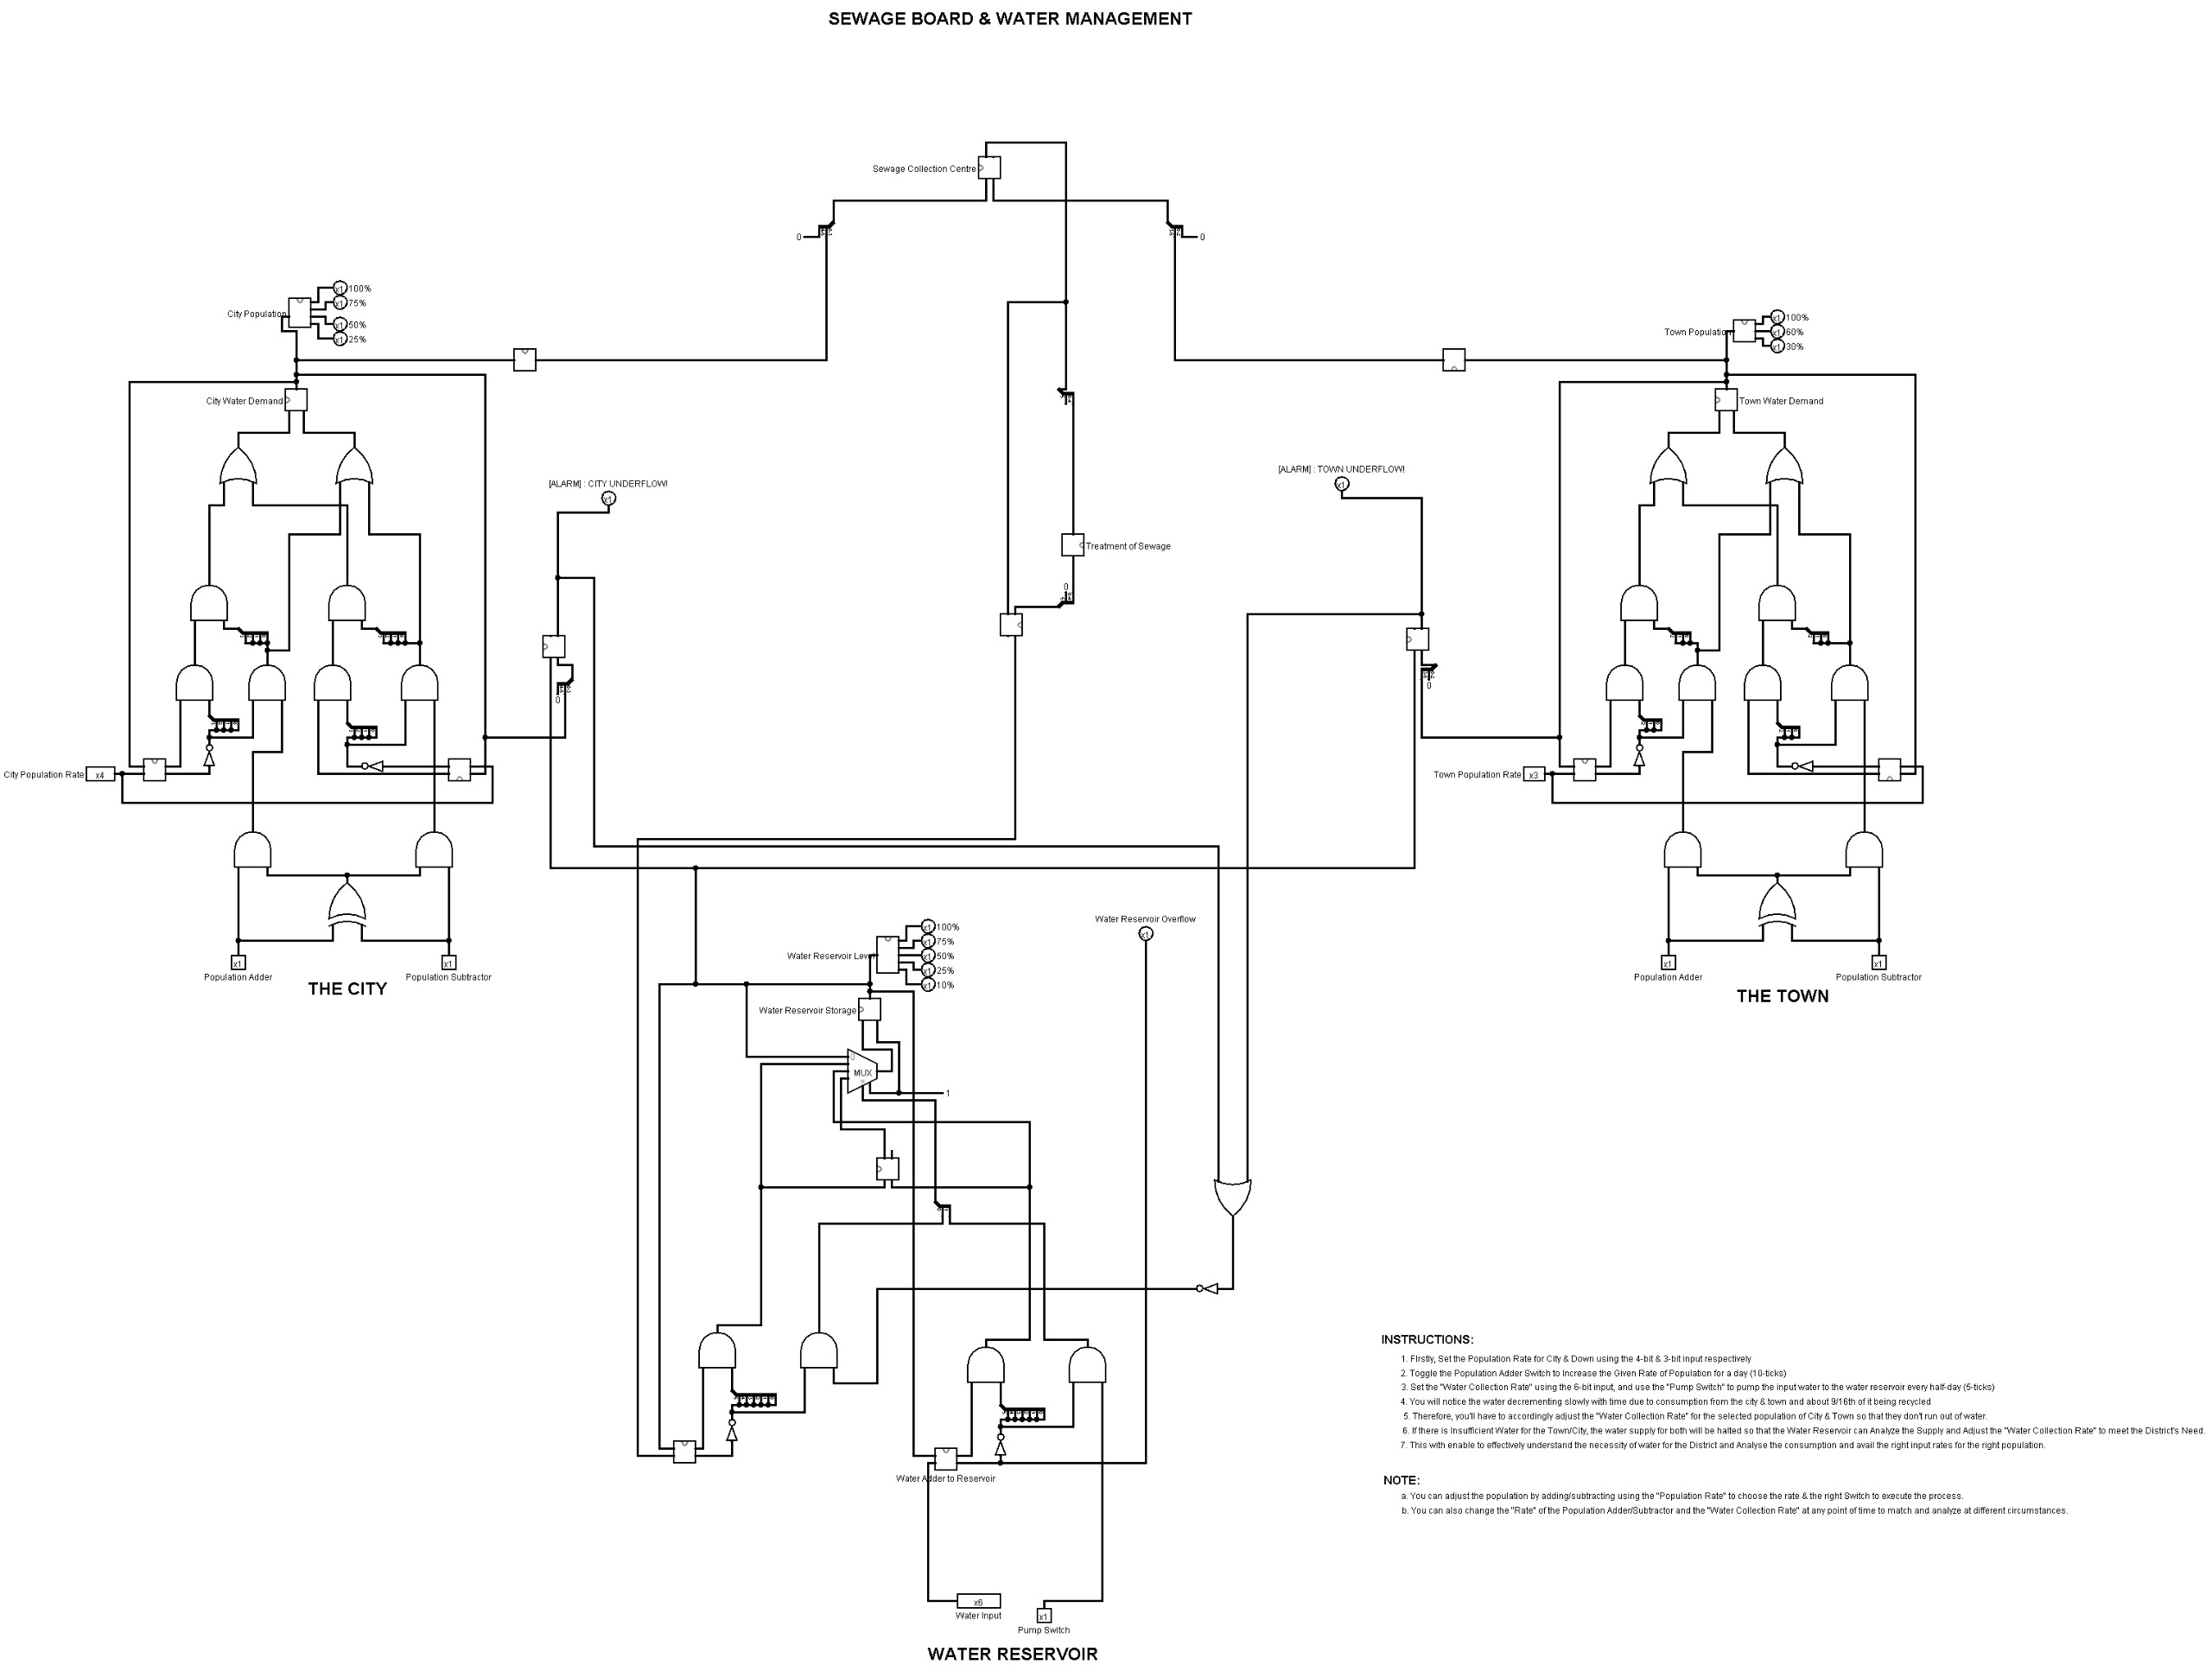 SEWAGE BOARD & WATER MANAGEMENT
Sewage Collection Centre
0
0
x1 100%
x1 75%
City Population
x1 50%
x1 25%
x1 100%
Town Population
x1 60%
x1 30%
City Water Demand
Town Water Demand
[ALARM] : TOWN UNDERFLOW!
x1
[ALARM] : CITY UNDERFLOW!
x1
Treatment of Sewage
0
0
0
City Population Rate x4
Town Population Rate x3
Water Reservoir Overflow
x1
x1 100%
x1 75%
Water Reservoir Level
x1 50%
x1 25%
x1 10%
x1
x1
Population Adder
Population Subtractor
THE CITY
x1
x1
Population Adder
Population Subtractor
THE TOWN
Water Reservoir Storage
0
MUX
1
INSTRUCTIONS:
1. Firstly, Set the Population Rate for City & Down using the 4-bit & 3-bit input respectively
2. Toggle the Population Adder Switch to Increase the Given Rate of Population for a day (10-ticks)
3. Set the "Water Collection Rate" using the 6-bit input, and use the "Pump Switch" to pump the input water to the water reservoir every half-day (5-ticks)
4. You will notice the water decrementing slowly with time due to consumption from the city & town and about 9/16th of it being recycled
5. Therefore, you'll have to accordingly adjust the "Water Collection Rate" for the selected population of City & Town so that they don't run out of water.
6. If there is Insufficient Water for the Town/City, the water supply for both will be halted so that the Water Reservoir can Analyze the Supply and Adjust the "Water Collection Rate" to meet the District's Need.
7. This with enable to effectively understand the necessity of water for the District and Analyse the consumption and avail the right input rates for the right population.
NOTE:
a. You can adjust the population by adding/subtracting using the "Population Rate" to choose the rate & the right Switch to execute the process.
b. You can also change the "Rate" of the Population Adder/Subtractor and the "Water Collection Rate" at any point of time to match and analyze at different circumstances.
Water Adder to Reservoir
x6
Water Input
x1
Pump Switch
WATER RESERVOIR